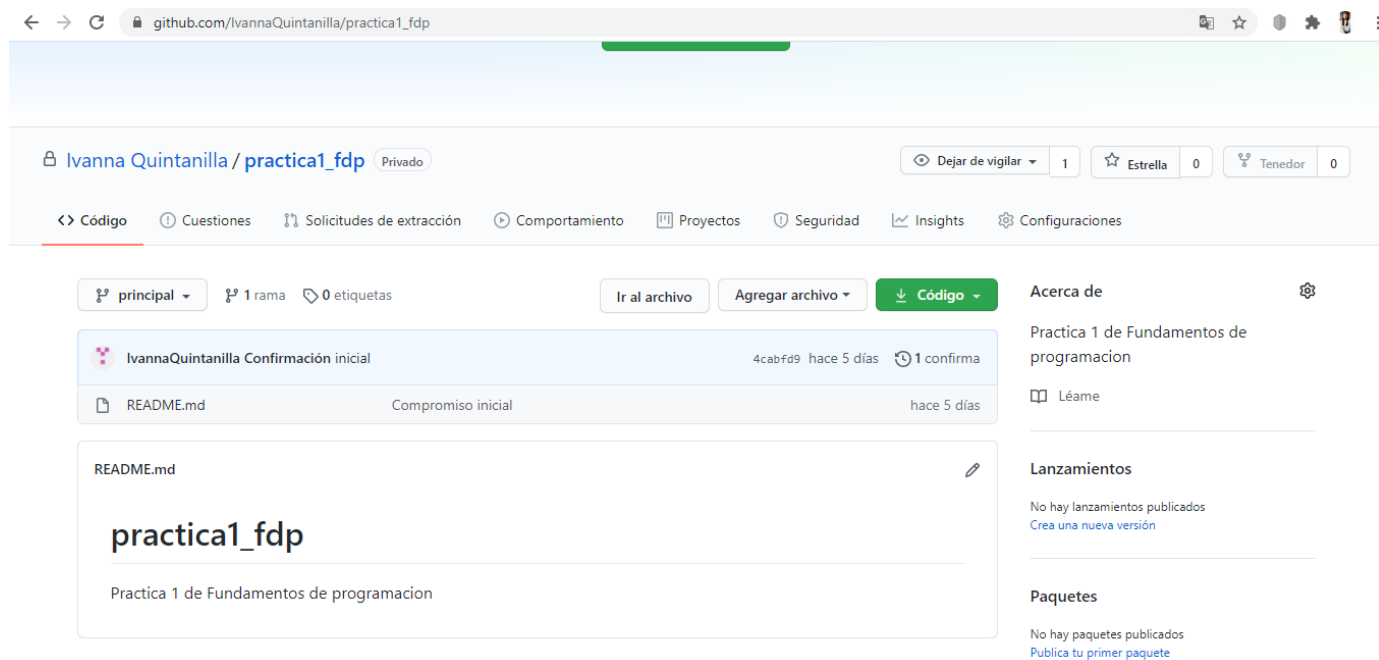 github.com/IvannaQuintanilla/practica1_fdp
Ivanna Quintanilla / practica1_fdp Privado
Dejar de vigilar 1 Estrella 0 Tenedor 0
Código Cuestiones Solicitudes de extracción Comportamiento Proyectos Seguridad Insights Configuraciones
principal 1 rama 0 etiquetas Ir al archivo Agregar archivo Código
IvannaQuintanilla Confirmación inicial 4cabfd9 hace 5 días 1 confirma
README.md Compromiso inicial hace 5 días
README.md
practica1_fdp
Practica 1 de Fundamentos de programacion
Acerca de
Practica 1 de Fundamentos de
programacion
Léame
Lanzamientos
No hay lanzamientos publicados
Crea una nueva versión
Paquetes
No hay paquetes publicados
Publica tu primer paquete